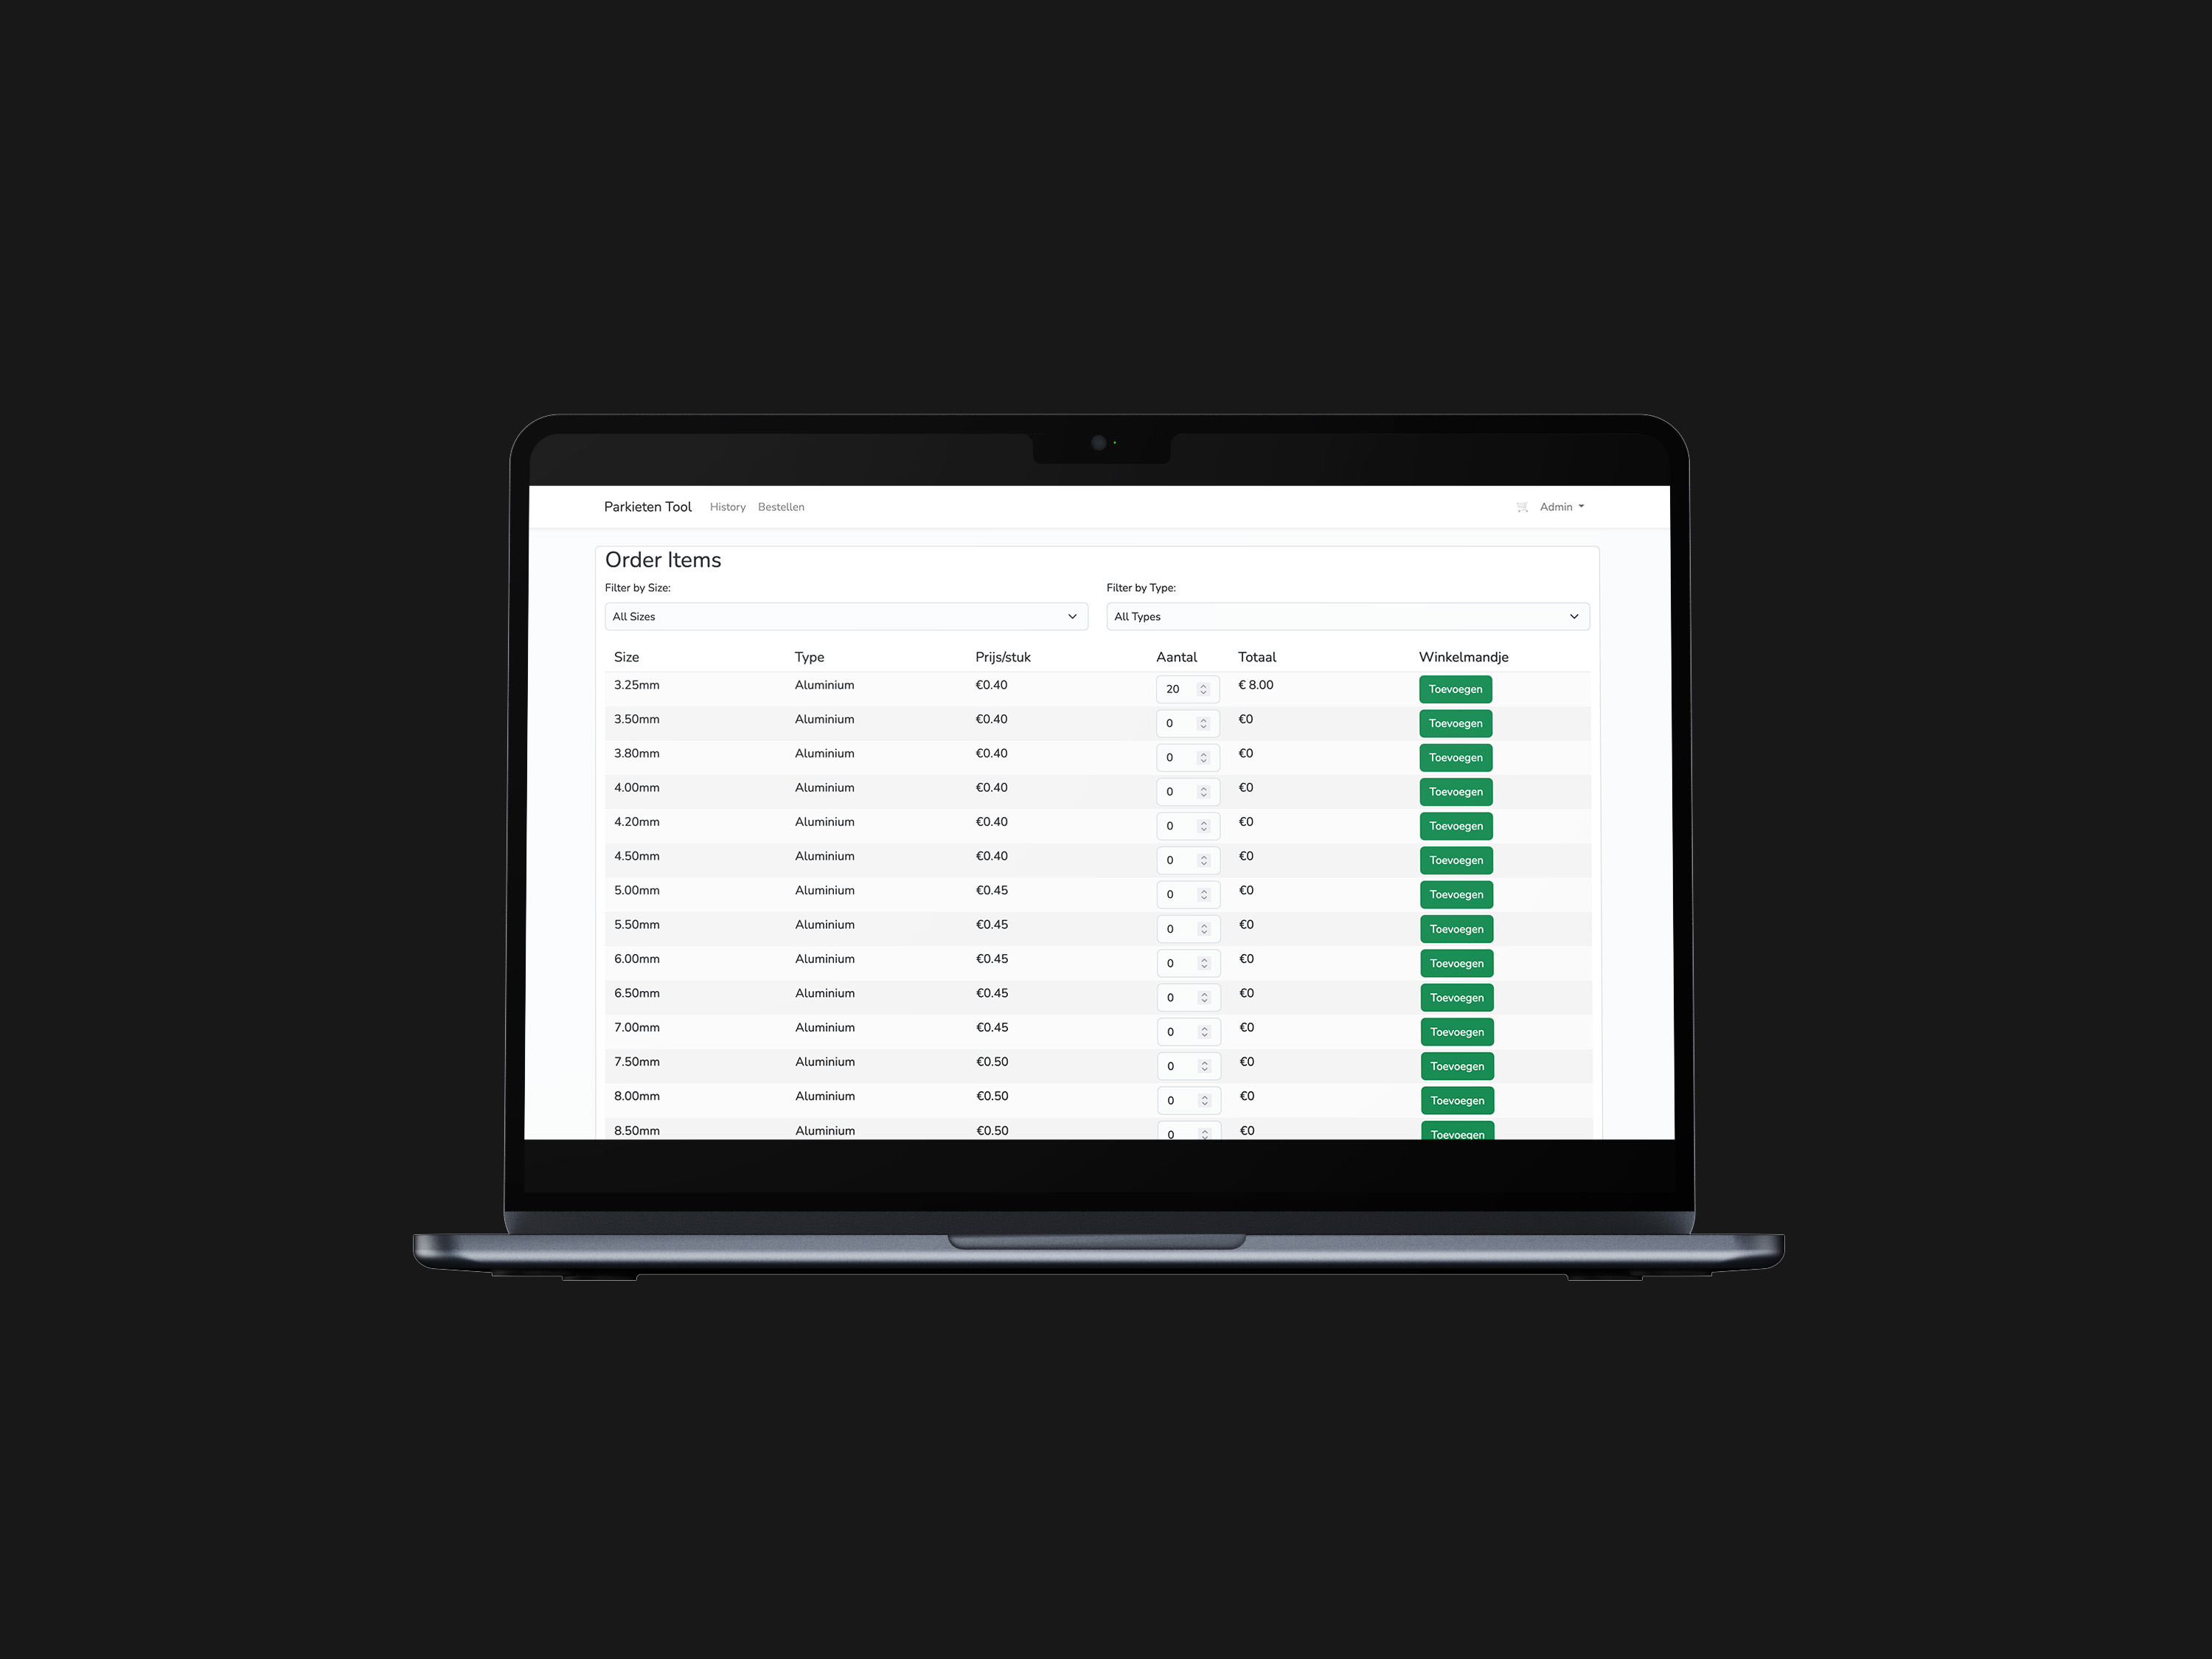 Parkieten Tool History Bestellen Admin
Order Items
Filter by Size: Filter by Type:
All Sizes All Types
Size Type Prijs/stuk Aantal Totaal Winkelmandje
3.25mm Aluminium €0.40 20 € 8.00 Toevoegen
3.50mm Aluminium €0.40 0 €0 Toevoegen
3.80mm Aluminium €0.40 0 €0 Toevoegen
4.00mm Aluminium €0.40 0 €0 Toevoegen
4.20mm Aluminium €0.40 0 €0 Toevoegen
4.50mm Aluminium €0.40 0 €0 Toevoegen
5.00mm Aluminium €0.45 0 €0 Toevoegen
5.50mm Aluminium €0.45 0 €0 Toevoegen
6.00mm Aluminium €0.45 0 €0 Toevoegen
6.50mm Aluminium €0.45 0 €0 Toevoegen
7.00mm Aluminium €0.45 0 €0 Toevoegen
7.50mm Aluminium €0.50 0 €0 Toevoegen
8.00mm Aluminium €0.50 0 €0 Toevoegen
8.50mm Aluminium €0.50 0 €0 Toevoegen